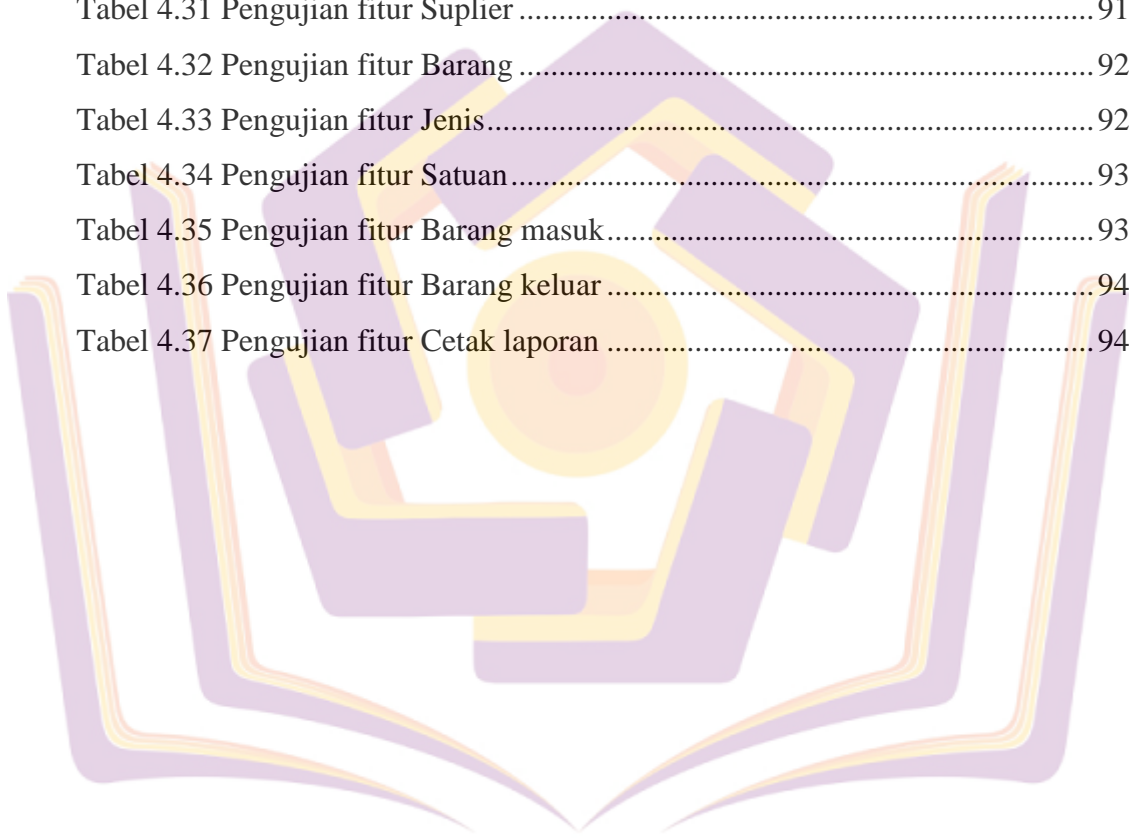 Tabel 4.31 Pengujian fitur Suplier ........................................................................ 91
Tabel 4.32 Pengujian fitur Barang ........................................................................ 92
Tabel 4.33 Pengujian fitur Jenis ............................................................................ 92
Tabel 4.34 Pengujian fitur Satuan ......................................................................... 93
Tabel 4.35 Pengujian fitur Barang masuk ............................................................. 93
Tabel 4.36 Pengujian fitur Barang keluar ............................................................. 94
Tabel 4.37 Pengujian fitur Cetak laporan ............................................................. 94